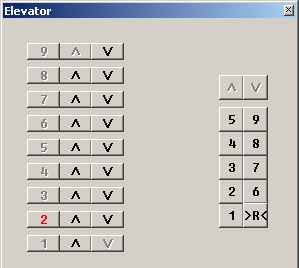 Elevator
9 ∧ V
8 ∧ V
7 ∧ V
6 ∧ V
5 ∧ V
4 ∧ V
3 ∧ V
2 ∧ V
1 ∧ V
∧ V
5 9
4 8
3 7
2 6
1 >R<